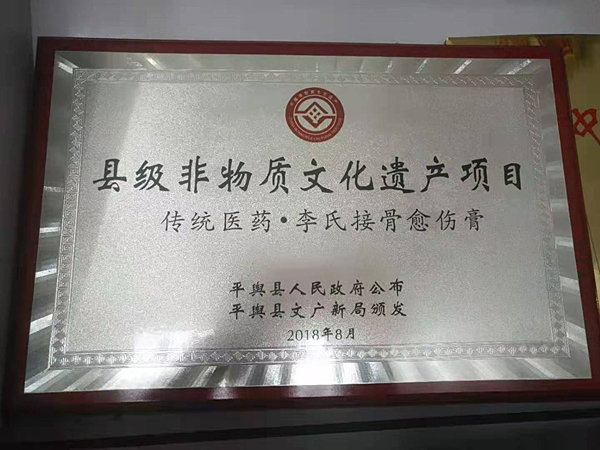 县级非物质文化遗产项目
传统医药·李氏接骨愈伤膏
平舆县人民政府公布
平舆县文广新局颁发
2018年8月